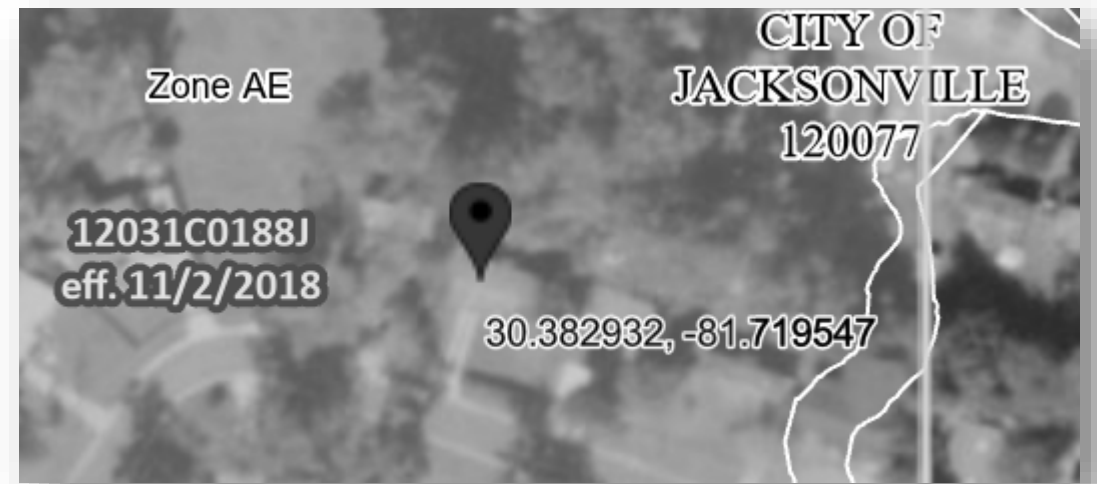 CITY OF
JACKSONVILLE
120077
Zone AE
12031C0188J
eff. 11/2/2018
30.382932, -81.719547